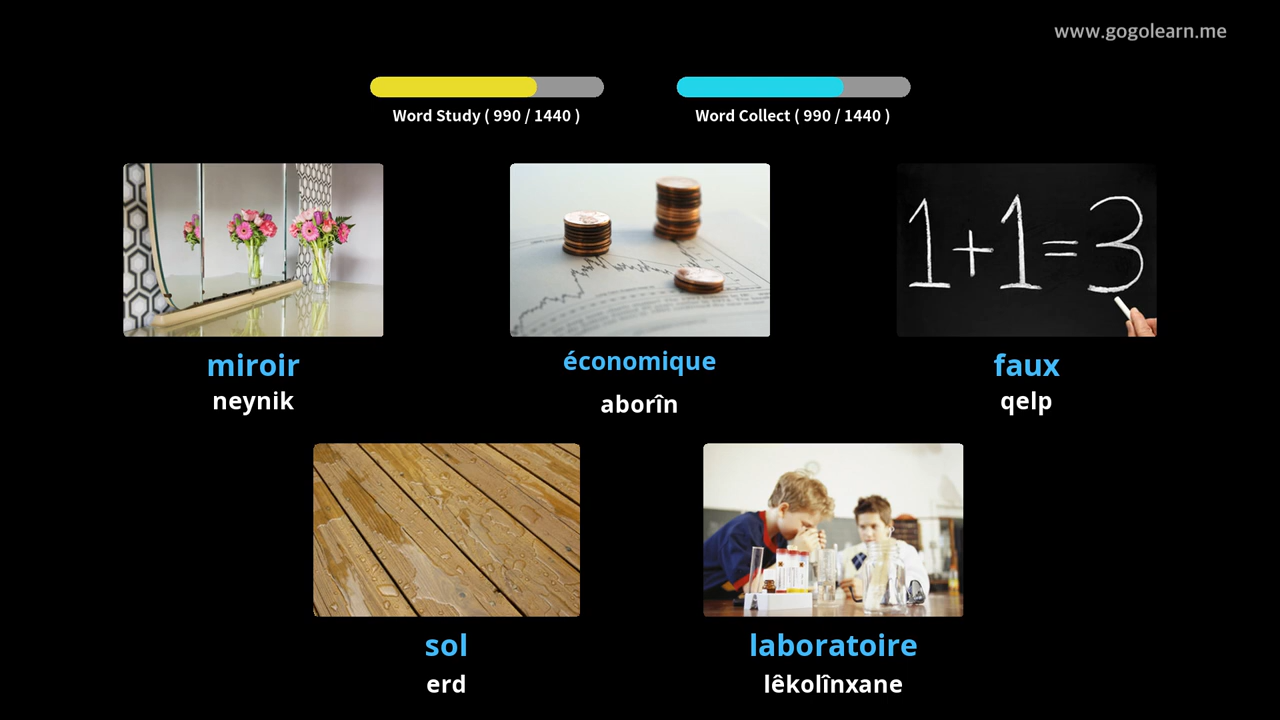 www.gogolearn.me
Word Study ( 990 / 1440 )
Word Collect ( 990 / 1440 )
1+1=3
miroir
neynik
économique
aborîn
faux
qelp
sol
erd
laboratoire
lêkolînxane